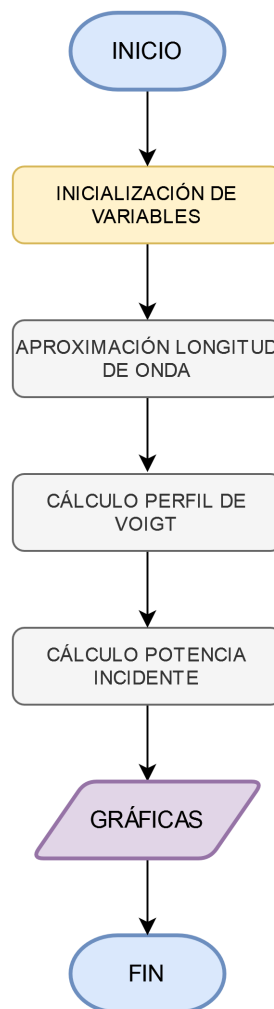 INICIO
INICIALIZACIÓN DE
VARIABLES
APROXIMACIÓN LONGITUD
DE ONDA
CÁLCULO PERFIL DE
VOIGT
CÁLCULO POTENCIA
INCIDENTE
GRÁFICAS
FIN